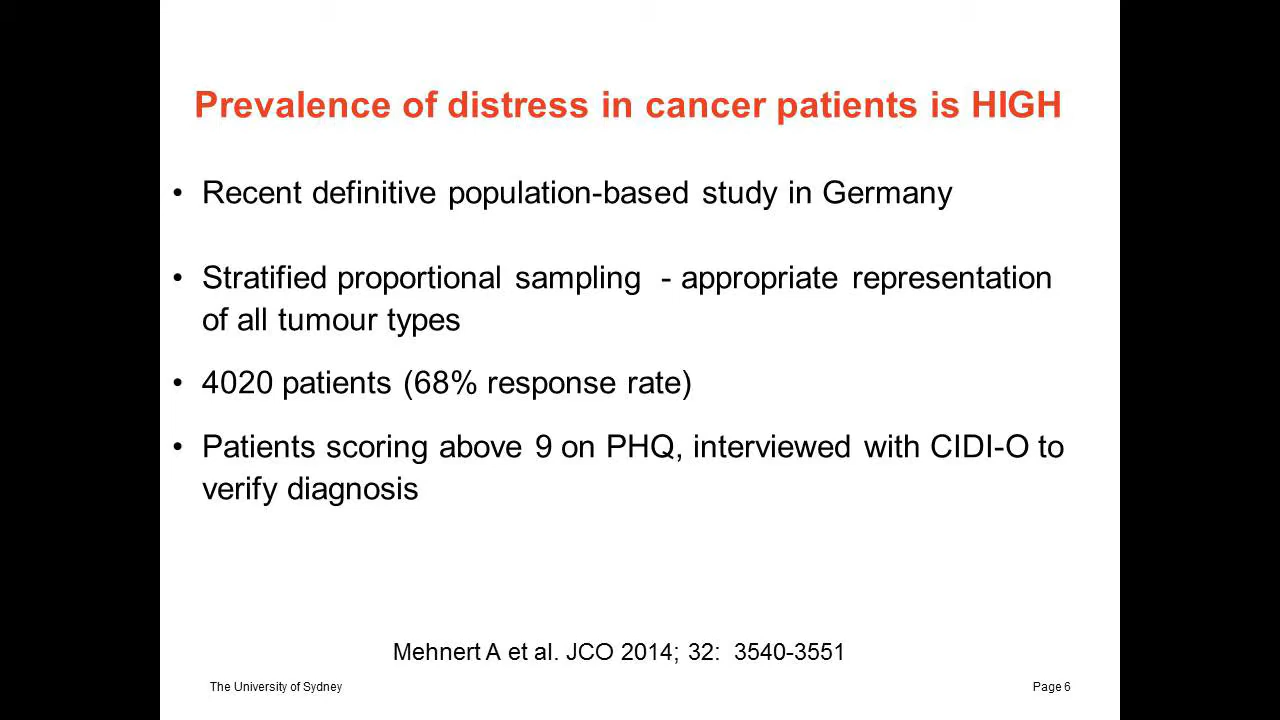 Prevalence of distress in cancer patients is HIGH
• Recent definitive population-based study in Germany
• Stratified proportional sampling - appropriate representation
of all tumour types
• 4020 patients (68% response rate)
• Patients scoring above 9 on PHQ, interviewed with CIDI-O to
verify diagnosis
Mehnert A et al. JCO 2014; 32: 3540-3551
The University of Sydney
Page 6